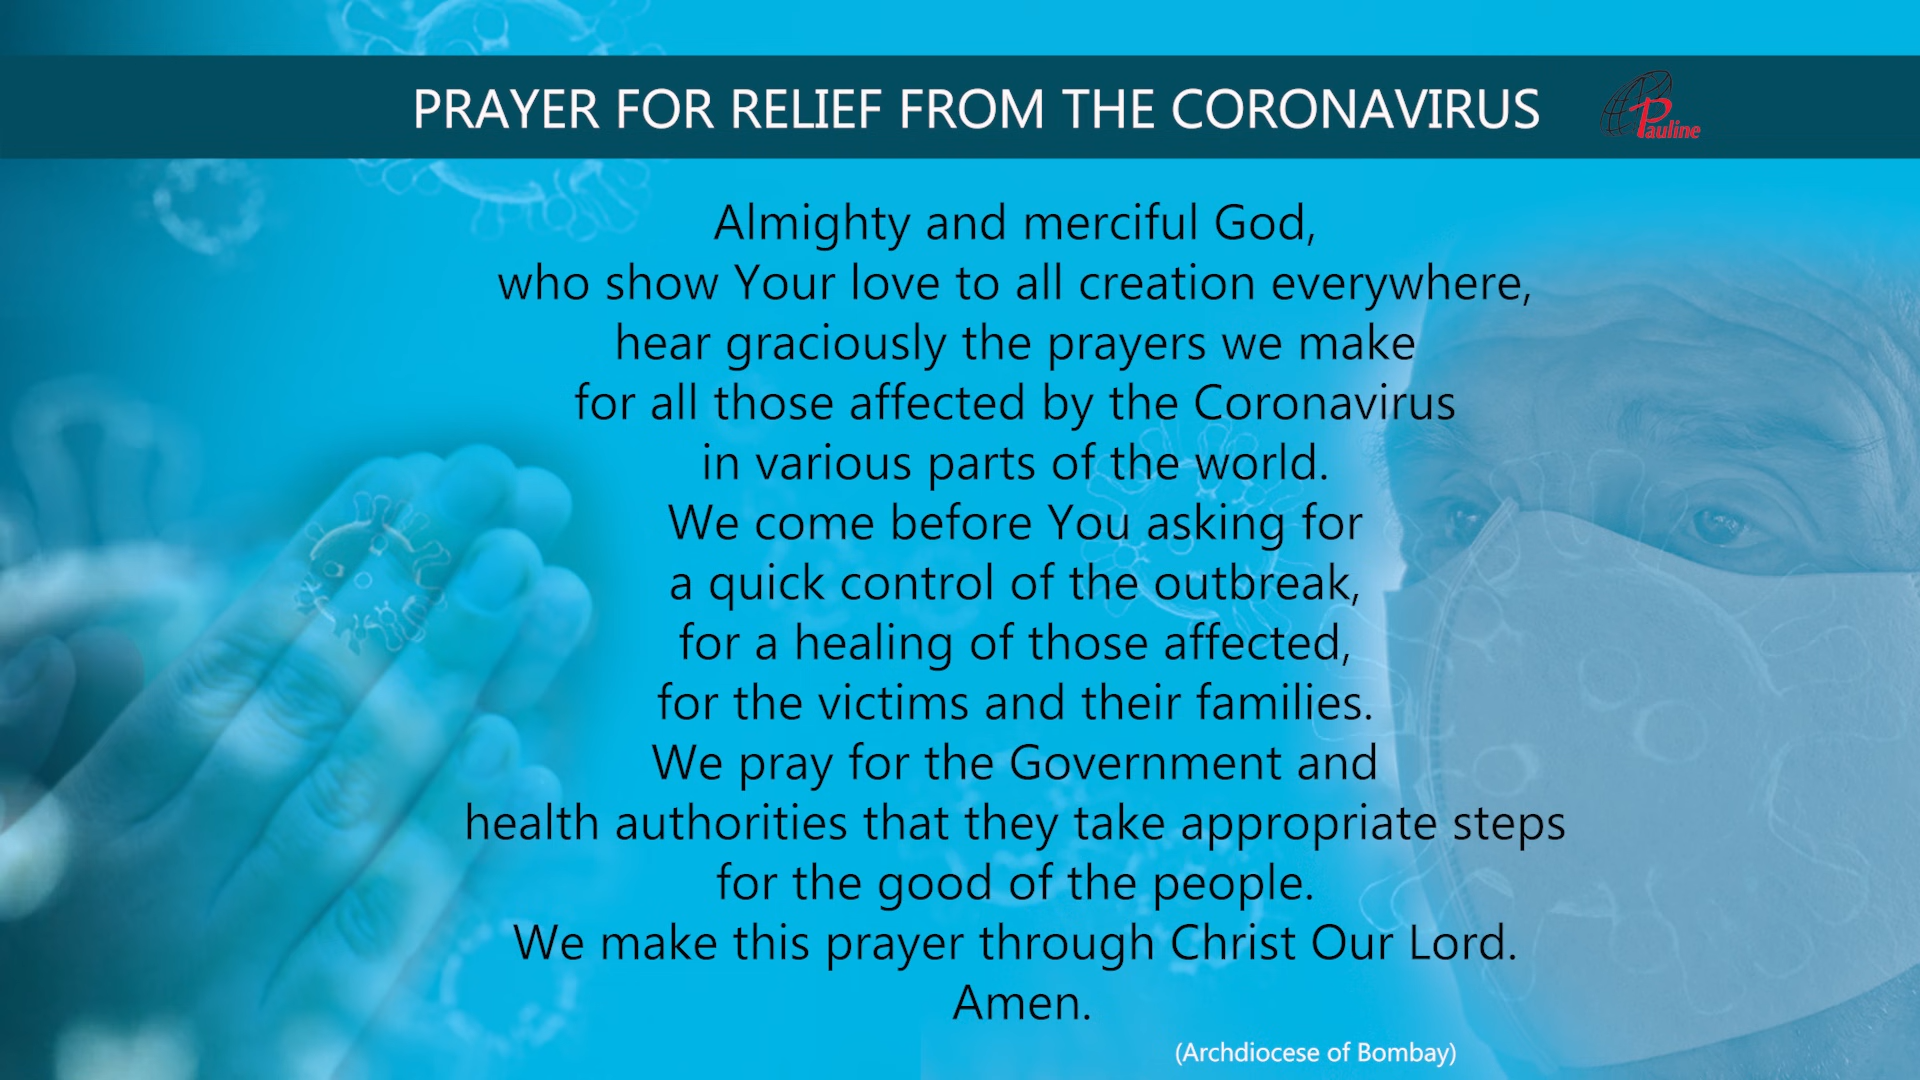 PRAYER FOR RELIEF FROM THE CORONAVIRUS
Pauline
Almighty and merciful God,
who show Your love to all creation everywhere,
hear graciously the prayers we make
for all those affected by the Coronavirus
in various parts of the world.
We come before You asking for
a quick control of the outbreak,
for a healing of those affected,
for the victims and their families.
We pray for the Government and
health authorities that they take appropriate steps
for the good of the people.
We make this prayer through Christ Our Lord.
Amen.
(Archdiocese of Bombay)